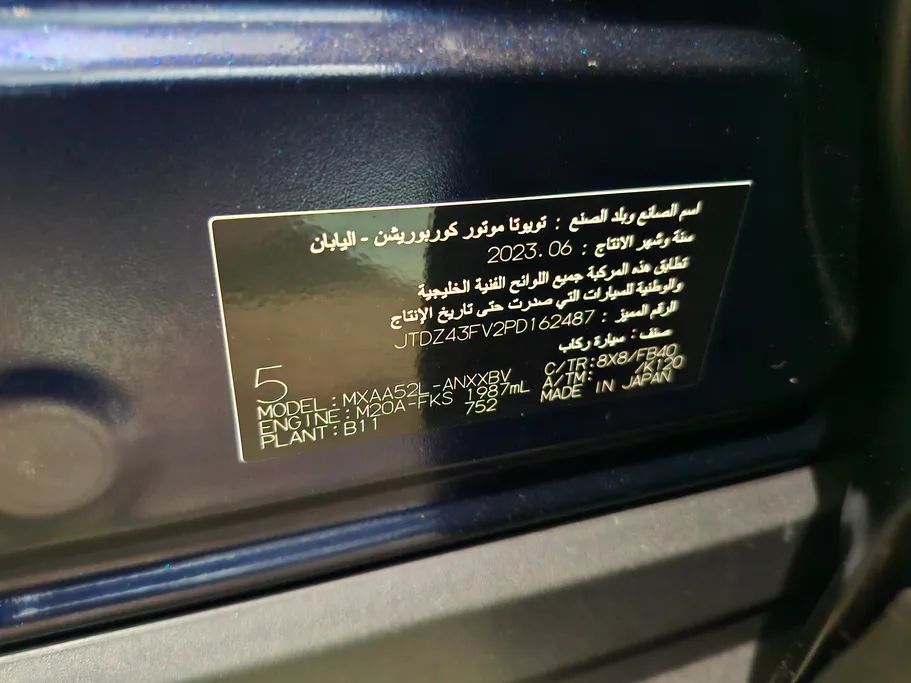 اسم الصانع وبلد الصنع : تويوتا موتور كوربوريشن - اليابان
سنة وشهر الانتاج : 2023.06
تطابق هذه المركبة جميع اللوائح الفنية الخليجية
والوطنية للسيارات التي صدرت حتى تاريخ الإنتاج
الرقم المميز : JTDZ43FV2PD162487
صنف : سيارة ركاب
5
MODEL:MXAA52L-ANXXBV C/TR:8X8/FB40
ENGINE:M20A-FKS 1987mL A/TM: /K120
PLANT:B11 752 MADE IN JAPAN